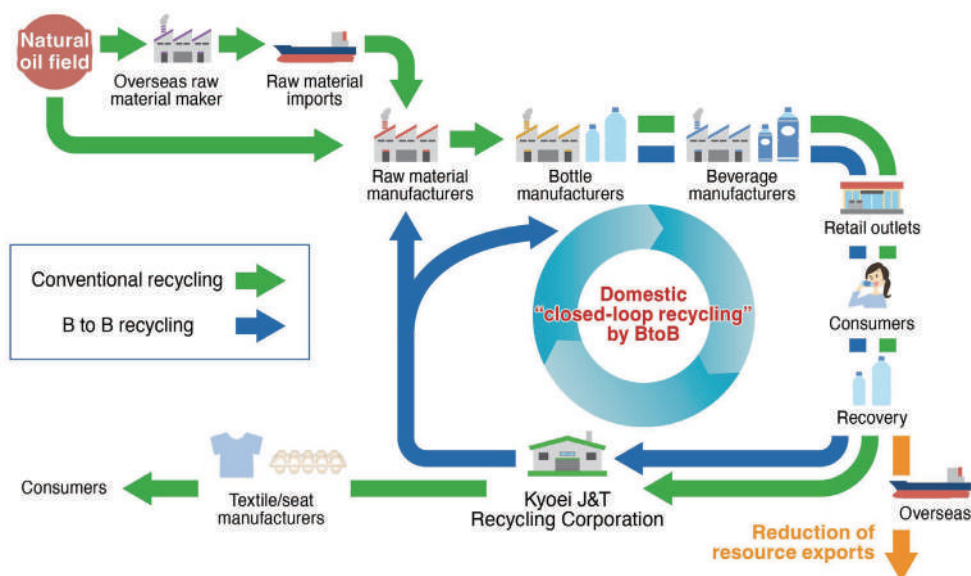 Natural
oil field
Overseas raw
material maker
Raw material
imports
Raw material
manufacturers
Bottle
manufacturers
Beverage
manufacturers
Retail outlets
Conventional recycling
B to B recycling
Domestic
“closed-loop recycling”
by BtoB
Consumers
Recovery
Consumers
Textile/seat
manufacturers
Kyoei J&T
Recycling Corporation
Overseas
Reduction of
resource exports